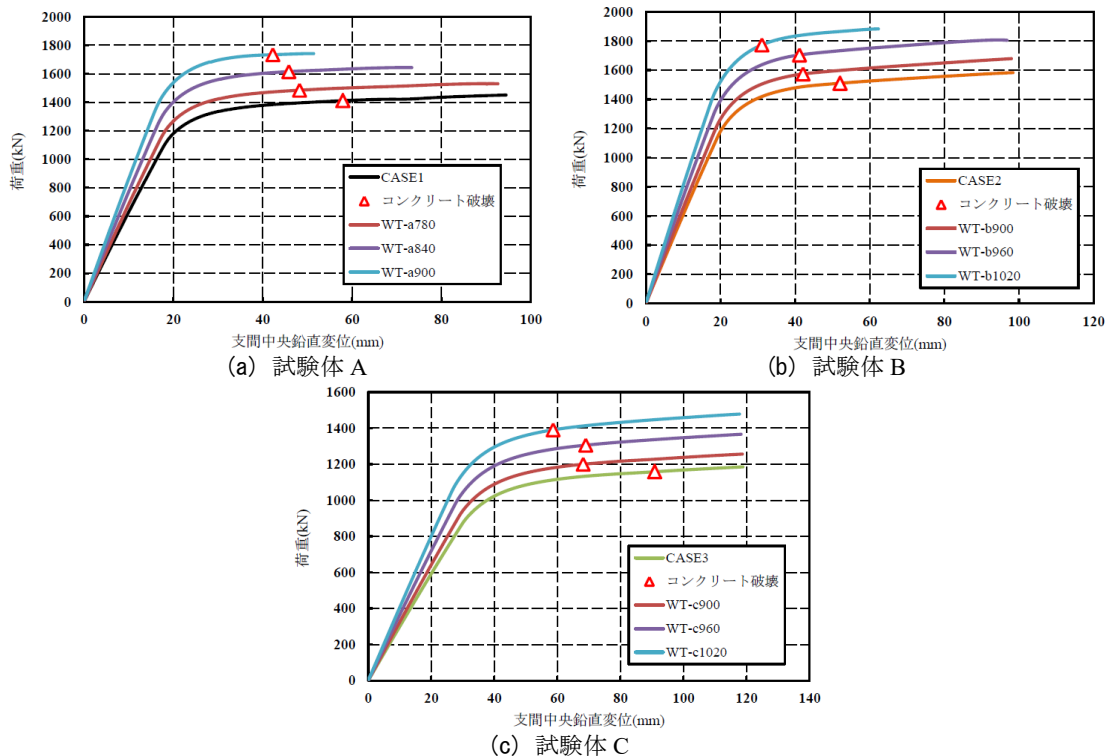 2000
1800
1600
1400
1200
1000
800
600
400
200
0
荷重(kN)
0 20 40 60 80 100
支間中央鉛直変位(mm)
CASE1
コンクリート破壊
WT-a780
WT-a840
WT-a900
(a) 試験体 A
2000
1800
1600
1400
1200
1000
800
600
400
200
0
荷重(kN)
0 20 40 60 80 100 120
支間中央鉛直変位(mm)
CASE2
コンクリート破壊
WT-b900
WT-b960
WT-b1020
(b) 試験体 B
1600
1400
1200
1000
800
600
400
200
0
荷重(kN)
0 20 40 60 80 100 120 140
支間中央鉛直変位(mm)
CASE3
コンクリート破壊
WT-c900
WT-c960
WT-c1020
(c) 試験体 C